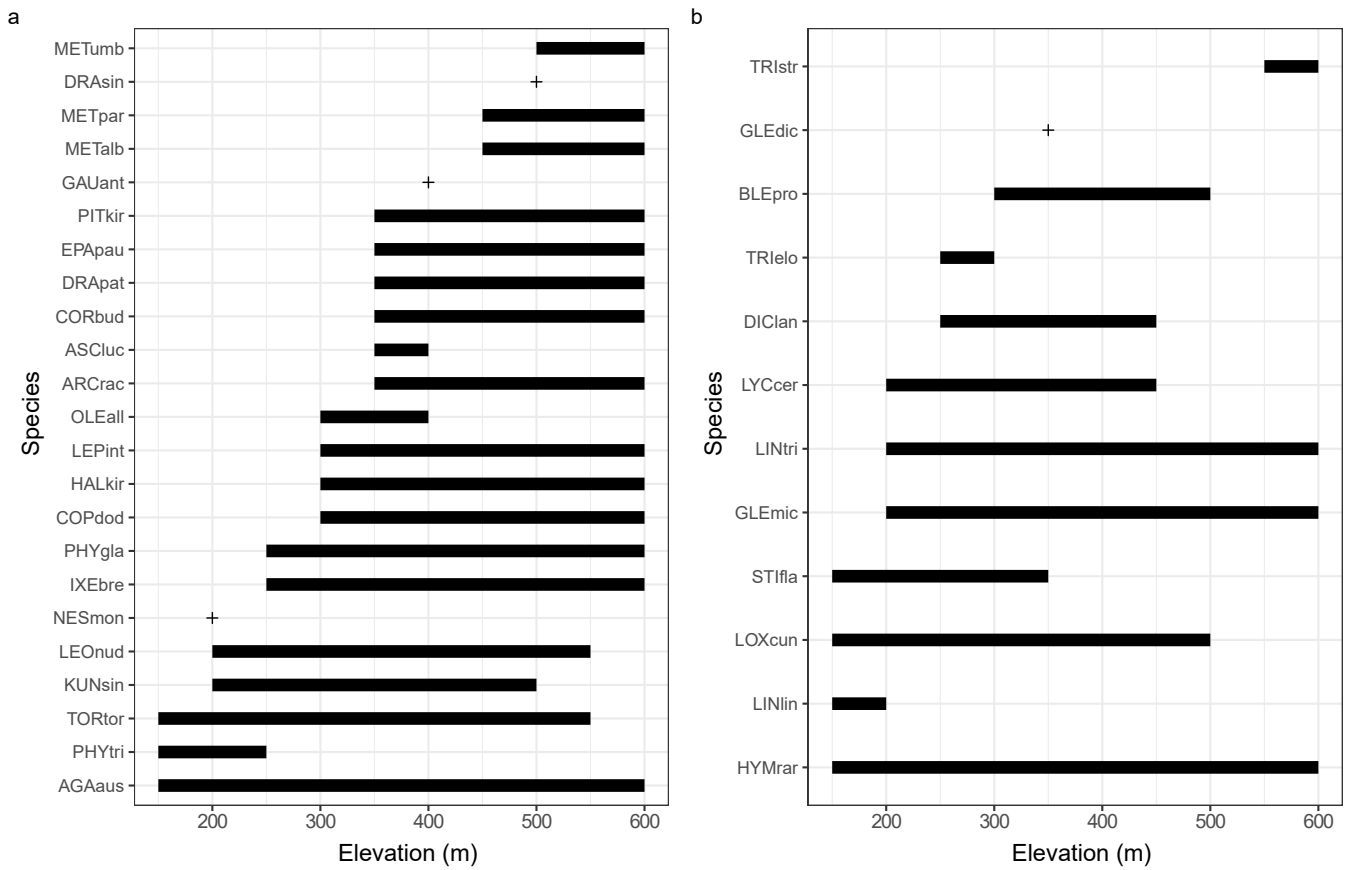 a
METumb
DRAsin
METpar
METalb
GAUant
PITkir
EPApau
DRApat
CORbud
ASCluc
ARCrac
OLEall
LEPint
HALkir
COPdod
PHYgla
IXEbre
NESmon
LEOnud
KUNsin
TORtor
PHYtri
AGAaus
Species
200 300 400 500 600
Elevation (m)
b
TRIstr
GLEdic
BLEpro
TRIelo
DIClan
LYCcer
LINtri
GLEmic
STIfla
LOXcun
LINlin
HYMrar
Species
200 300 400 500 600
Elevation (m)